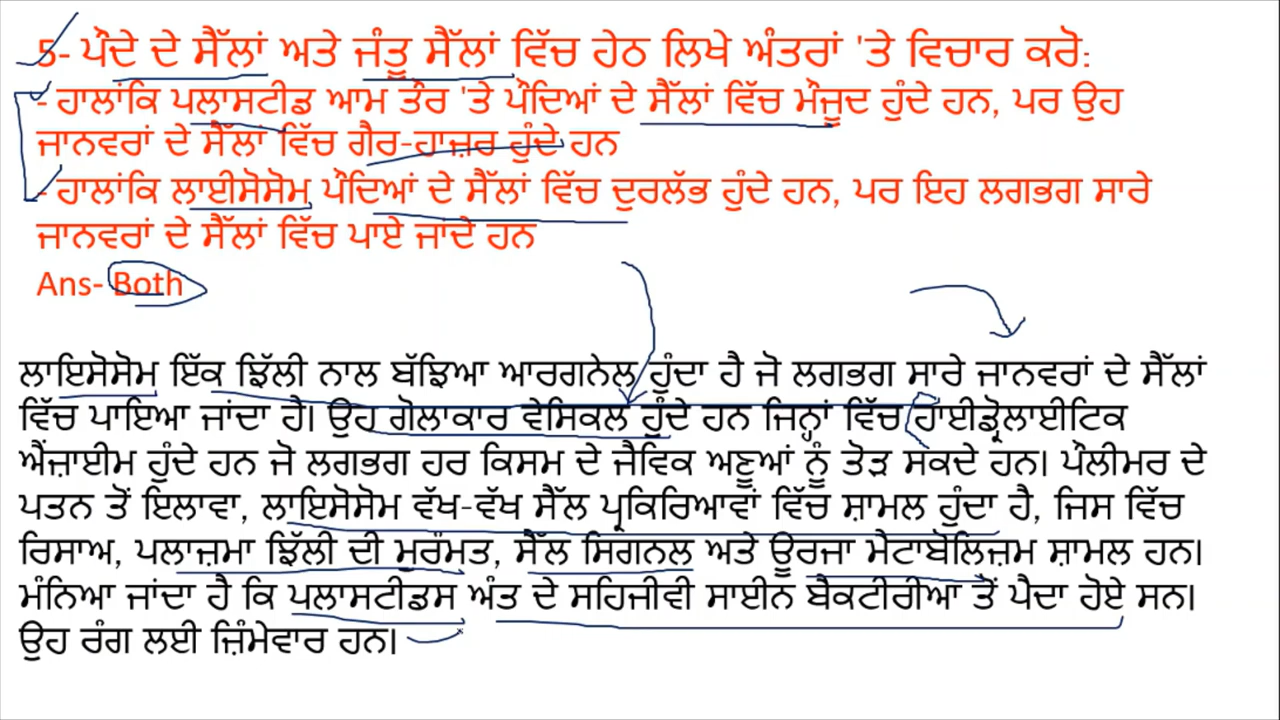 5- ਪੌਦੇ ਦੇ ਸੈੱਲਾਂ ਅਤੇ ਜੰਤੂ ਸੈੱਲਾਂ ਵਿੱਚ ਹੇਠ ਲਿਖੇ ਅੰਤਰਾਂ 'ਤੇ ਵਿਚਾਰ ਕਰੋ:
- ਹਾਲਾਂਕਿ ਪਲਾਸਟੀਡ ਆਮ ਤੌਰ 'ਤੇ ਪੌਦਿਆਂ ਦੇ ਸੈੱਲਾਂ ਵਿੱਚ ਮੌਜੂਦ ਹੁੰਦੇ ਹਨ, ਪਰ ਉਹ
ਜਾਨਵਰਾਂ ਦੇ ਸੈੱਲਾਂ ਵਿੱਚ ਗੈਰ-ਹਾਜ਼ਰ ਹੁੰਦੇ ਹਨ
- ਹਾਲਾਂਕਿ ਲਾਈਸੋਸੋਮ ਪੌਦਿਆਂ ਦੇ ਸੈੱਲਾਂ ਵਿੱਚ ਦੁਰਲੱਭ ਹੁੰਦੇ ਹਨ, ਪਰ ਇਹ ਲਗਭਗ ਸਾਰੇ
ਜਾਨਵਰਾਂ ਦੇ ਸੈੱਲਾਂ ਵਿੱਚ ਪਾਏ ਜਾਂਦੇ ਹਨ
Ans- Both
ਲਾਇਸੋਸੋਮ ਇੱਕ ਝਿੱਲੀ ਨਾਲ ਬੱਝਿਆ ਆਰਗਨੇਲ ਹੁੰਦਾ ਹੈ ਜੋ ਲਗਭਗ ਸਾਰੇ ਜਾਨਵਰਾਂ ਦੇ ਸੈੱਲਾਂ
ਵਿੱਚ ਪਾਇਆ ਜਾਂਦਾ ਹੈ। ਉਹ ਗੋਲਾਕਾਰ ਵੇਸਿਕਲ ਹੁੰਦੇ ਹਨ ਜਿਨ੍ਹਾਂ ਵਿੱਚ ਹਾਈਡ੍ਰੋਲਾਈਟਿਕ
ਐਂਜ਼ਾਈਮ ਹੁੰਦੇ ਹਨ ਜੋ ਲਗਭਗ ਹਰ ਕਿਸਮ ਦੇ ਜੈਵਿਕ ਅਣੂਆਂ ਨੂੰ ਤੋੜ ਸਕਦੇ ਹਨ। ਪੌਲੀਮਰ ਦੇ
ਪਤਨ ਤੋਂ ਇਲਾਵਾ, ਲਾਇਸੋਸੋਮ ਵੱਖ-ਵੱਖ ਸੈੱਲ ਪ੍ਰਕਿਰਿਆਵਾਂ ਵਿੱਚ ਸ਼ਾਮਲ ਹੁੰਦਾ ਹੈ, ਜਿਸ ਵਿੱਚ
ਰਿਸਾਅ, ਪਲਾਜ਼ਮਾ ਝਿੱਲੀ ਦੀ ਮੁਰੰਮਤ, ਸੈੱਲ ਸਿਗਨਲ ਅਤੇ ਊਰਜਾ ਮੈਟਾਬੋਲਿਜ਼ਮ ਸ਼ਾਮਲ ਹਨ।
ਮੰਨਿਆ ਜਾਂਦਾ ਹੈ ਕਿ ਪਲਾਸਟੀਡਸ ਅੰਤ ਦੇ ਸਹਿਜੀਵੀ ਸਾਈਨ ਬੈਕਟੀਰੀਆ ਤੋਂ ਪੈਦਾ ਹੋਏ ਸਨ।
ਉਹ ਰੰਗ ਲਈ ਜ਼ਿੰਮੇਵਾਰ ਹਨ।